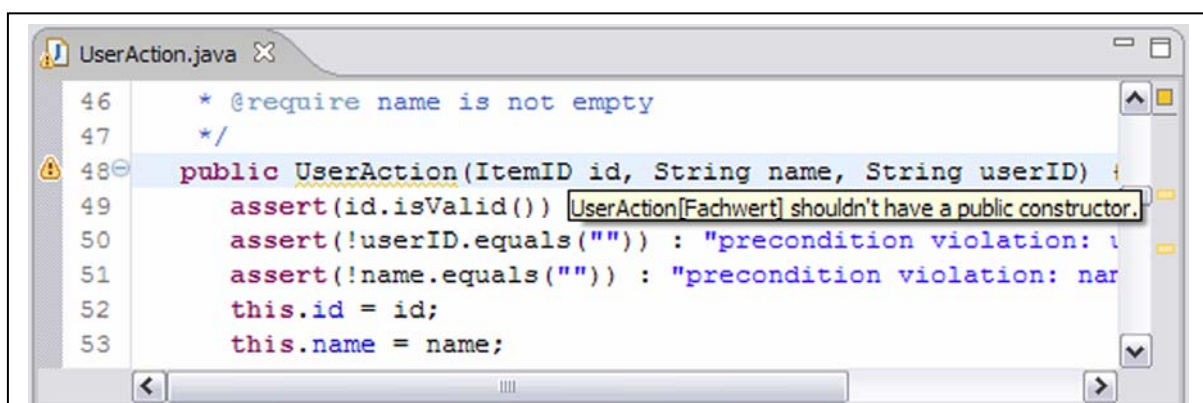 UserAction.java
46 * @require name is not empty
47 */
48 public UserAction(ItemID id, String name, String userID) {
49 assert(id.isValid()) UserAction[Fachwert] shouldn't have a public constructor.
50 assert(!userID.equals("")) : "precondition violation: u
51 assert(!name.equals("")) : "precondition violation: nam
52 this.id = id;
53 this.name = name;